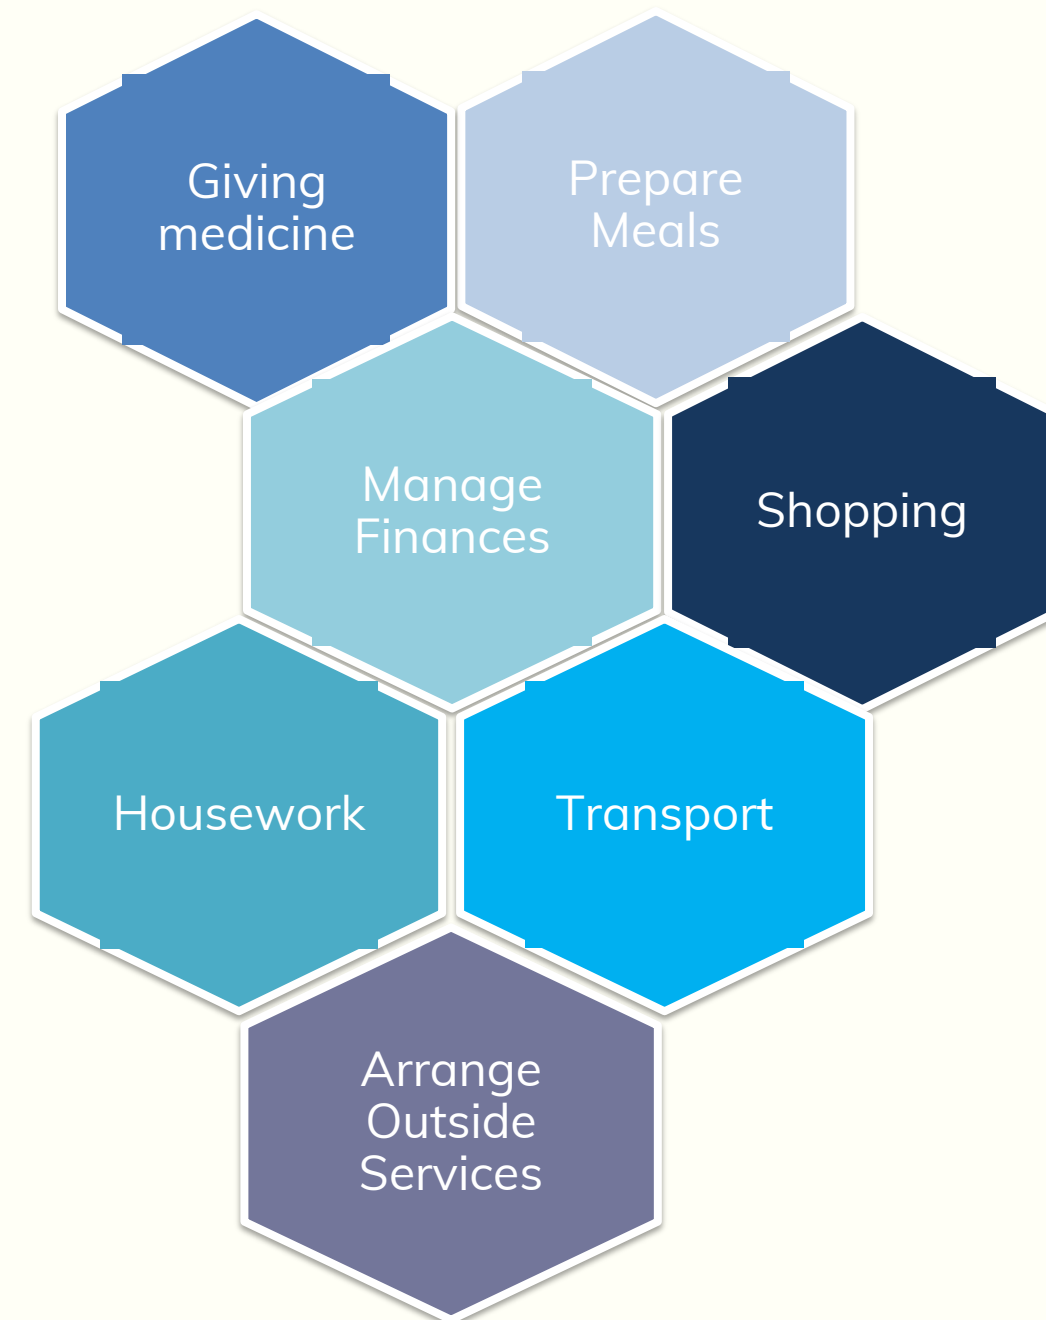 Giving
medicine
Prepare
Meals
Manage
Finances
Shopping
Housework
Transport
Arrange
Outside
Services